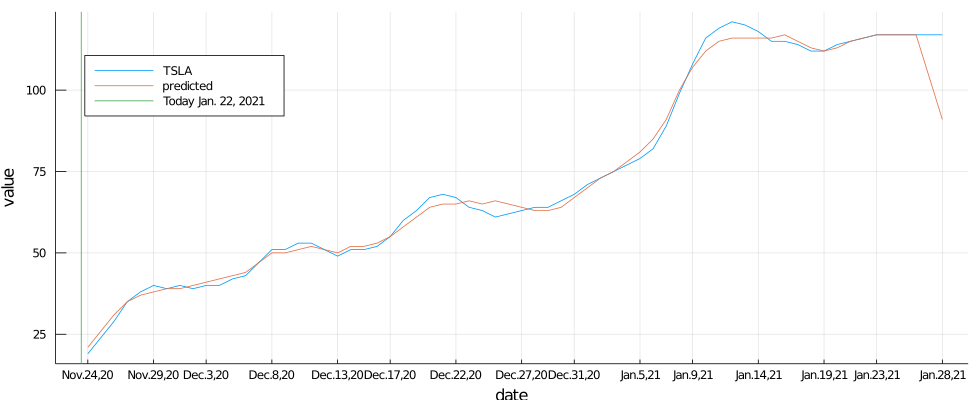 TSLA
predicted
Today Jan. 22, 2021
value
100
75
50
25
Nov.24,20 Nov.29,20 Dec.3,20 Dec.8,20 Dec.13,20 Dec.17,20 Dec.22,20 Dec.27,20 Dec.31,20 Jan.5,21 Jan.9,21 Jan.14,21 Jan.19,21 Jan.23,21 Jan.28,21
date